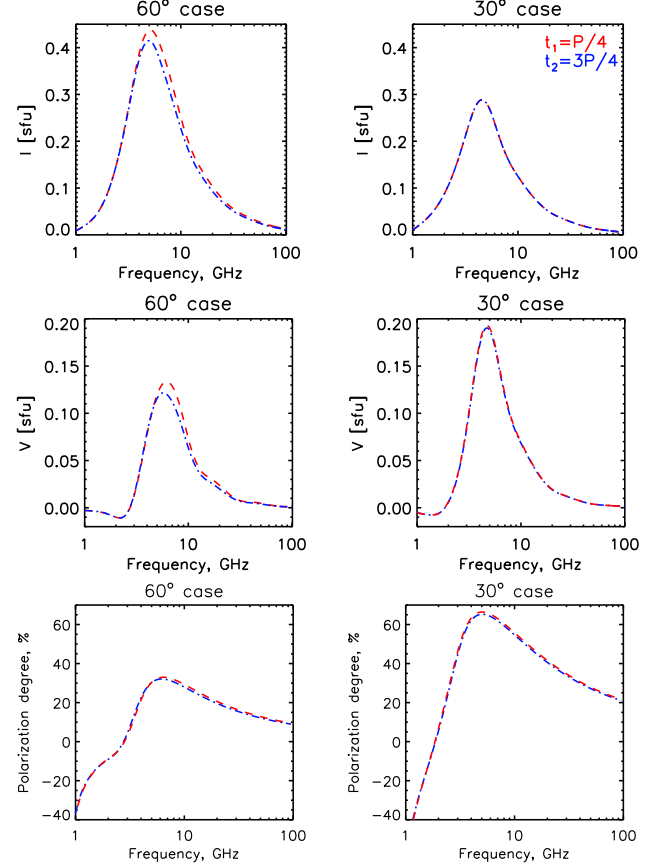 60° case
30° case
0.4
0.3
0.2
0.1
0.0
I [sfu]
1
10
100
Frequency, GHz
0.4
0.3
0.2
0.1
0.0
I [sfu]
t₁=P/4
t₂=3P/4
1
10
100
Frequency, GHz
60° case
30° case
0.20
0.15
0.10
0.05
0.00
V [sfu]
1
10
100
Frequency, GHz
0.20
0.15
0.10
0.05
0.00
V [sfu]
1
10
100
Frequency, GHz
60° case
30° case
60
40
20
0
−20
−40
Polarization degree, %
1
10
100
Frequency, GHz
60
40
20
0
−20
−40
Polarization degree, %
1
10
100
Frequency, GHz